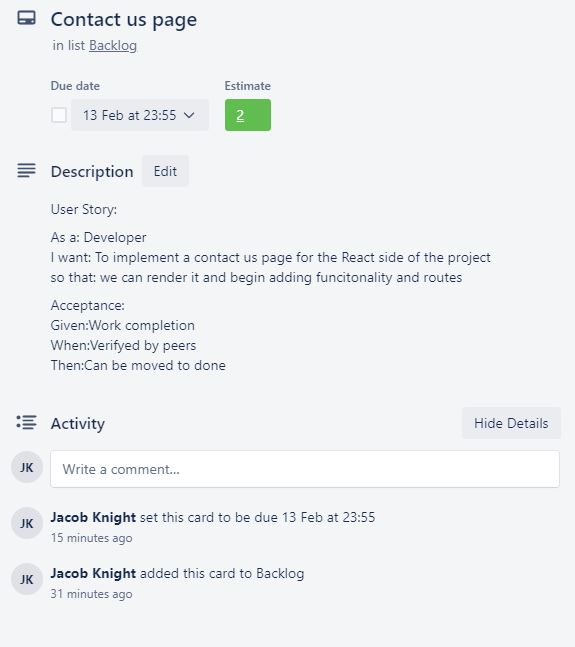 Contact us page
in list Backlog
Due date
Estimate
13 Feb at 23:55
2
Description
Edit
User Story:
As a: Developer
I want: To implement a contact us page for the React side of the project
so that: we can render it and begin adding funcitonality and routes
Acceptance:
Given:Work completion
When:Verifyed by peers
Then:Can be moved to done
Activity
Hide Details
JK
Write a comment...
JK
Jacob Knight set this card to be due 13 Feb at 23:55
15 minutes ago
JK
Jacob Knight added this card to Backlog
31 minutes ago